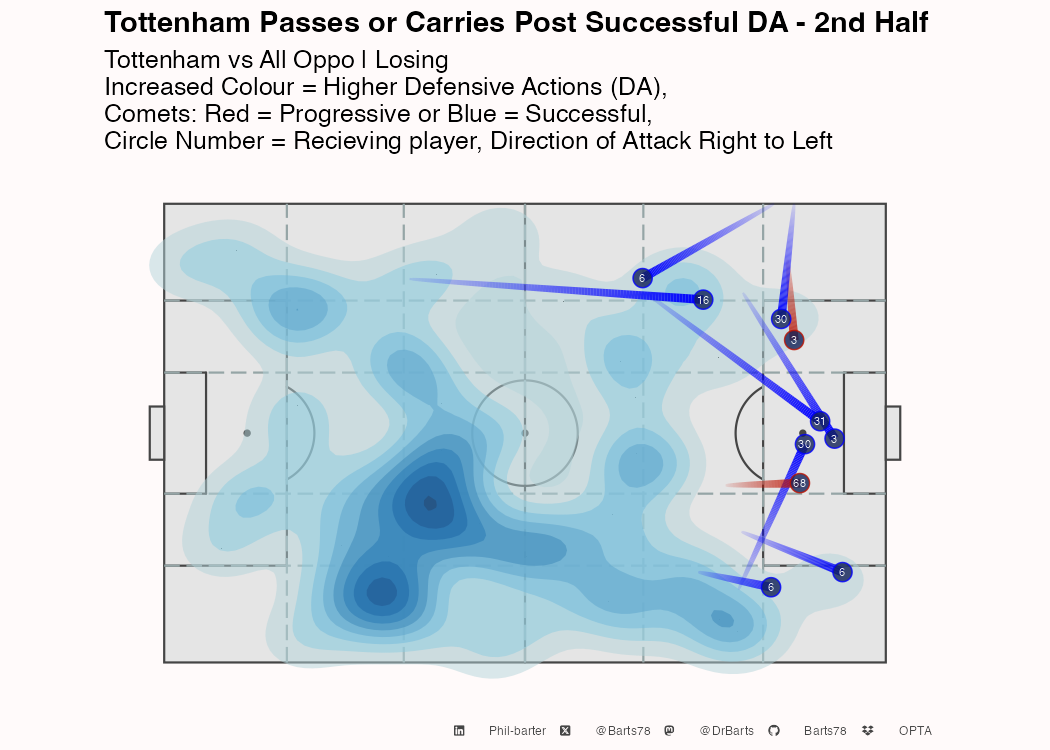 Tottenham Passes or Carries Post Successful DA - 2nd Half
Tottenham vs All Oppo | Losing
Increased Colour = Higher Defensive Actions (DA),
Comets: Red = Progressive or Blue = Successful,
Circle Number = Recieving player, Direction of Attack Right to Left
6
16
30
3
31
3
30
68
6
6
Phil-barter @Barts78 @DrBarts Barts78 OPTA